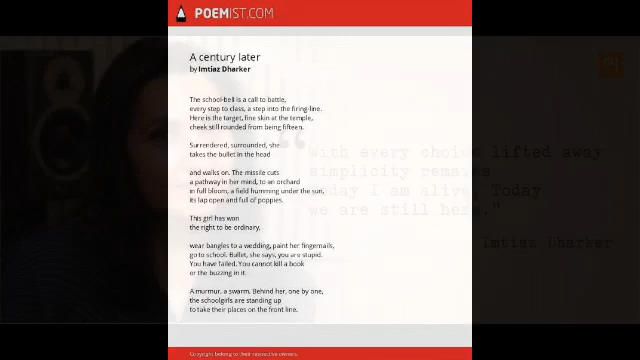 POEMIST.COM
A century later
by Imtiaz Dharker
The school-bell is a call to battle,
every step to class, a step into the firing-line.
Here is the target, fine skin at the temple,
cheek still rounded from being fifteen.
Surrendered, surrounded, she
takes the bullet in the head
and walks on. The missile cuts
a pathway in her mind, to an orchard
in full bloom, a field humming under the sun,
its lap open and full of poppies.
This girl has won
the right to be ordinary,
wear bangles to a wedding, paint her fingernails,
go to school. Bullet, she says, you are stupid.
You have failed. You cannot kill a book
or the buzzing in it.
A murmur, a swarm. Behind her, one by one,
the schoolgirls are standing up
to take their places on the front line.
Copyright belong to their respective owners.
“with every choice lifted away
simplicity remains
today I am alive. Today
we are still here."
Imtiaz Dharker